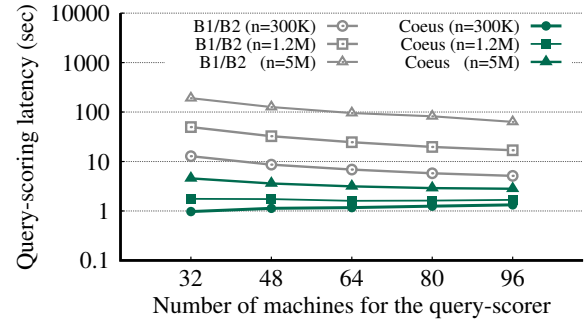 Query-scoring latency (sec)
10000
1000
100
10
1
0.1
B1/B2 (n=300K)
B1/B2 (n=1.2M)
B1/B2 (n=5M)
Coeus (n=300K)
Coeus (n=1.2M)
Coeus (n=5M)
32 48 64 80 96
Number of machines for the query-scorer